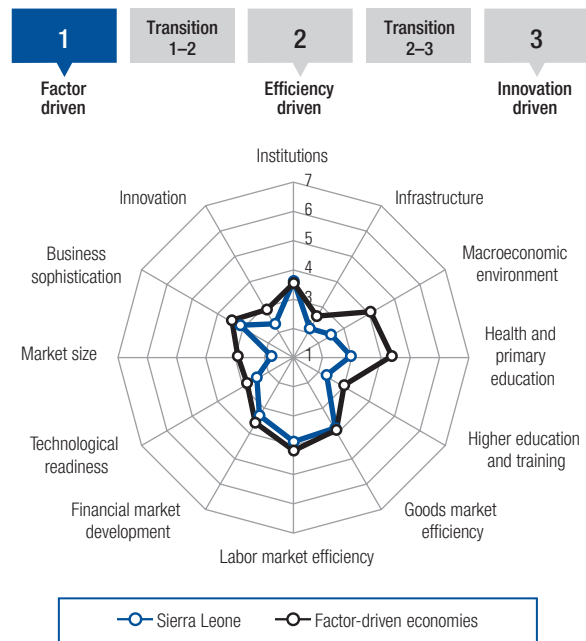 1
Transition
1–2
2
Transition
2–3
3
Factor
driven
Efficiency
driven
Innovation
driven
Institutions
7
6
5
4
3
2
1
Infrastructure
Macroeconomic
environment
Health and
primary
education
Higher education
and training
Goods market
efficiency
Labor market efficiency
Financial market
development
Technological
readiness
Market size
Business
sophistication
Innovation
Sierra Leone
Factor-driven economies